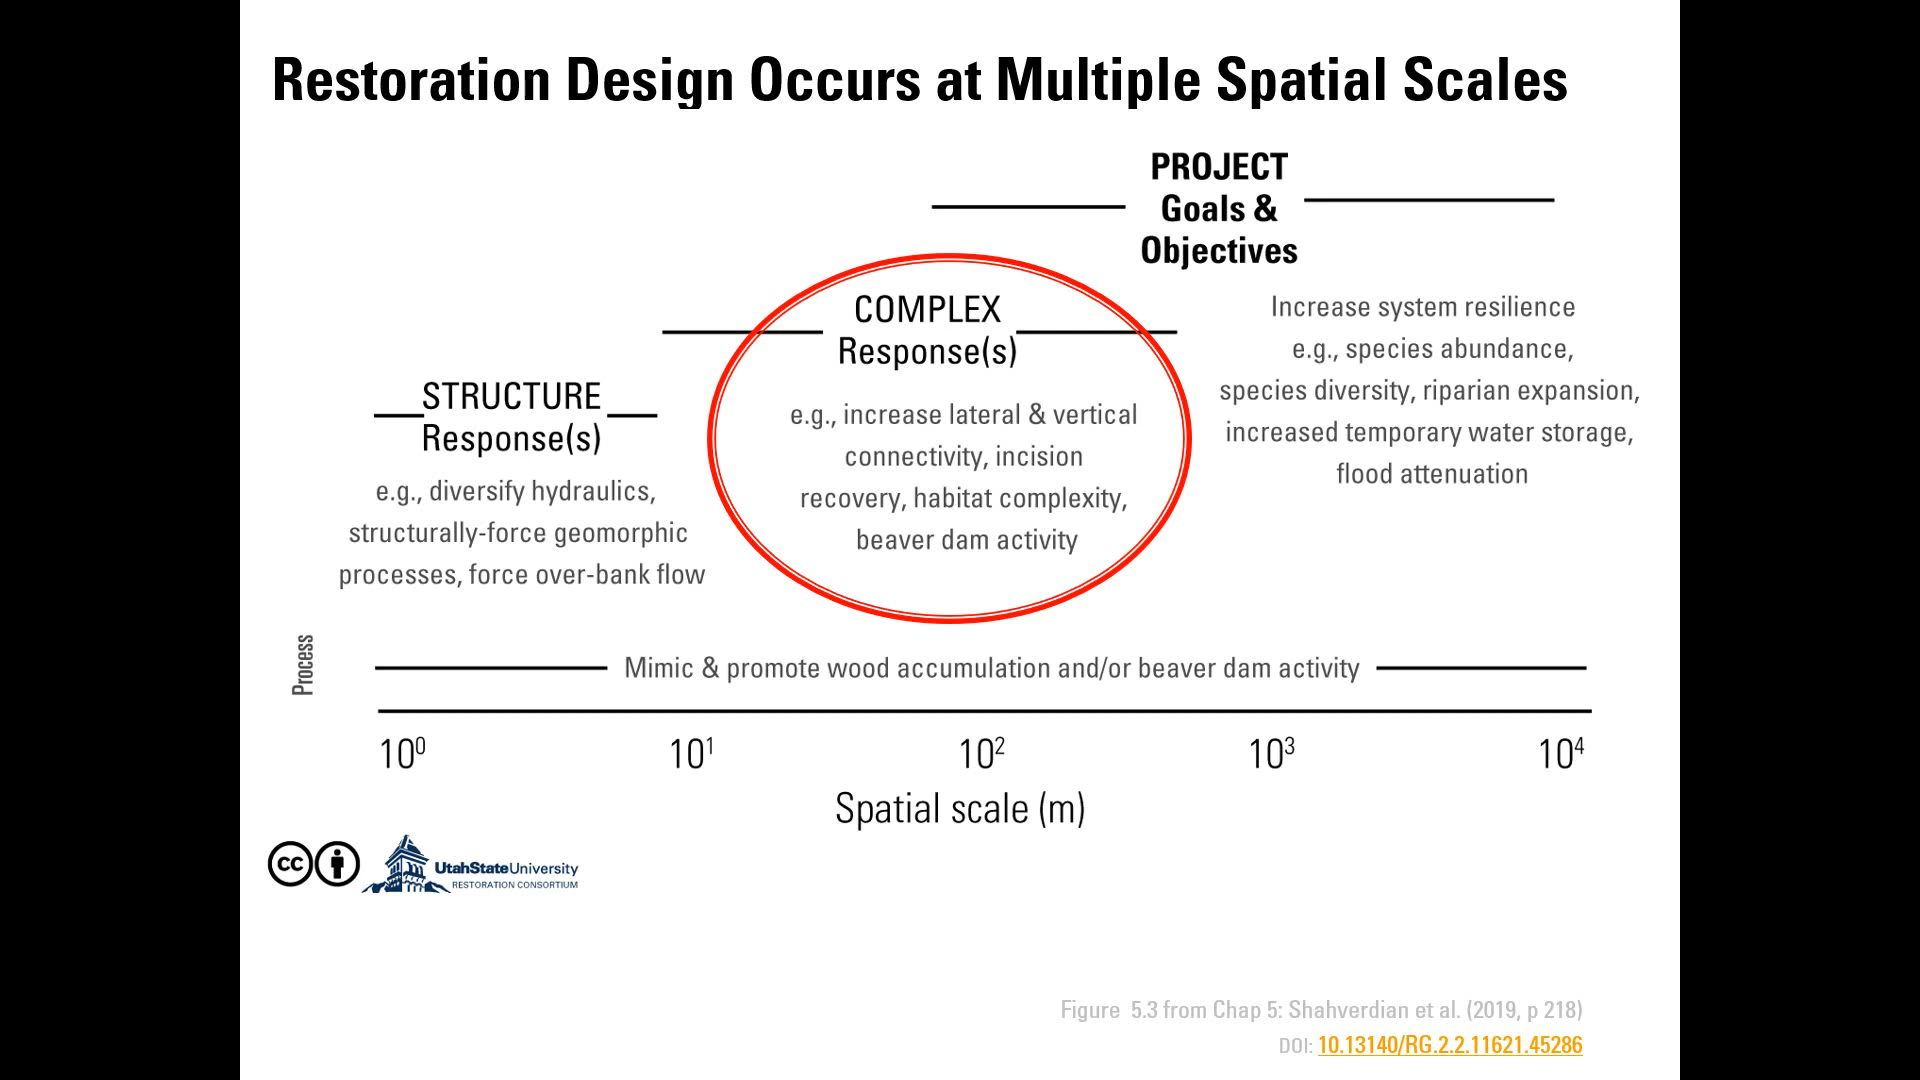 Restoration Design Occurs at Multiple Spatial Scales
PROJECT
Goals &
Objectives
Increase system resilience
e.g., species abundance,
species diversity, riparian expansion,
increased temporary water storage,
flood attenuation
COMPLEX
Response(s)
e.g., increase lateral & vertical
connectivity, incision
recovery, habitat complexity,
beaver dam activity
STRUCTURE
Response(s)
e.g., diversify hydraulics,
structurally-force geomorphic
processes, force over-bank flow
Process
Mimic & promote wood accumulation and/or beaver dam activity
10⁰ 10¹ 10² 10³ 10⁴
Spatial scale (m)
cc
UtahStateUniversity
RESTORATION CONSORTIUM
Figure 5.3 from Chap 5: Shahverdian et al. (2019, p 218)
DOI: 10.13140/RG.2.2.11621.45286